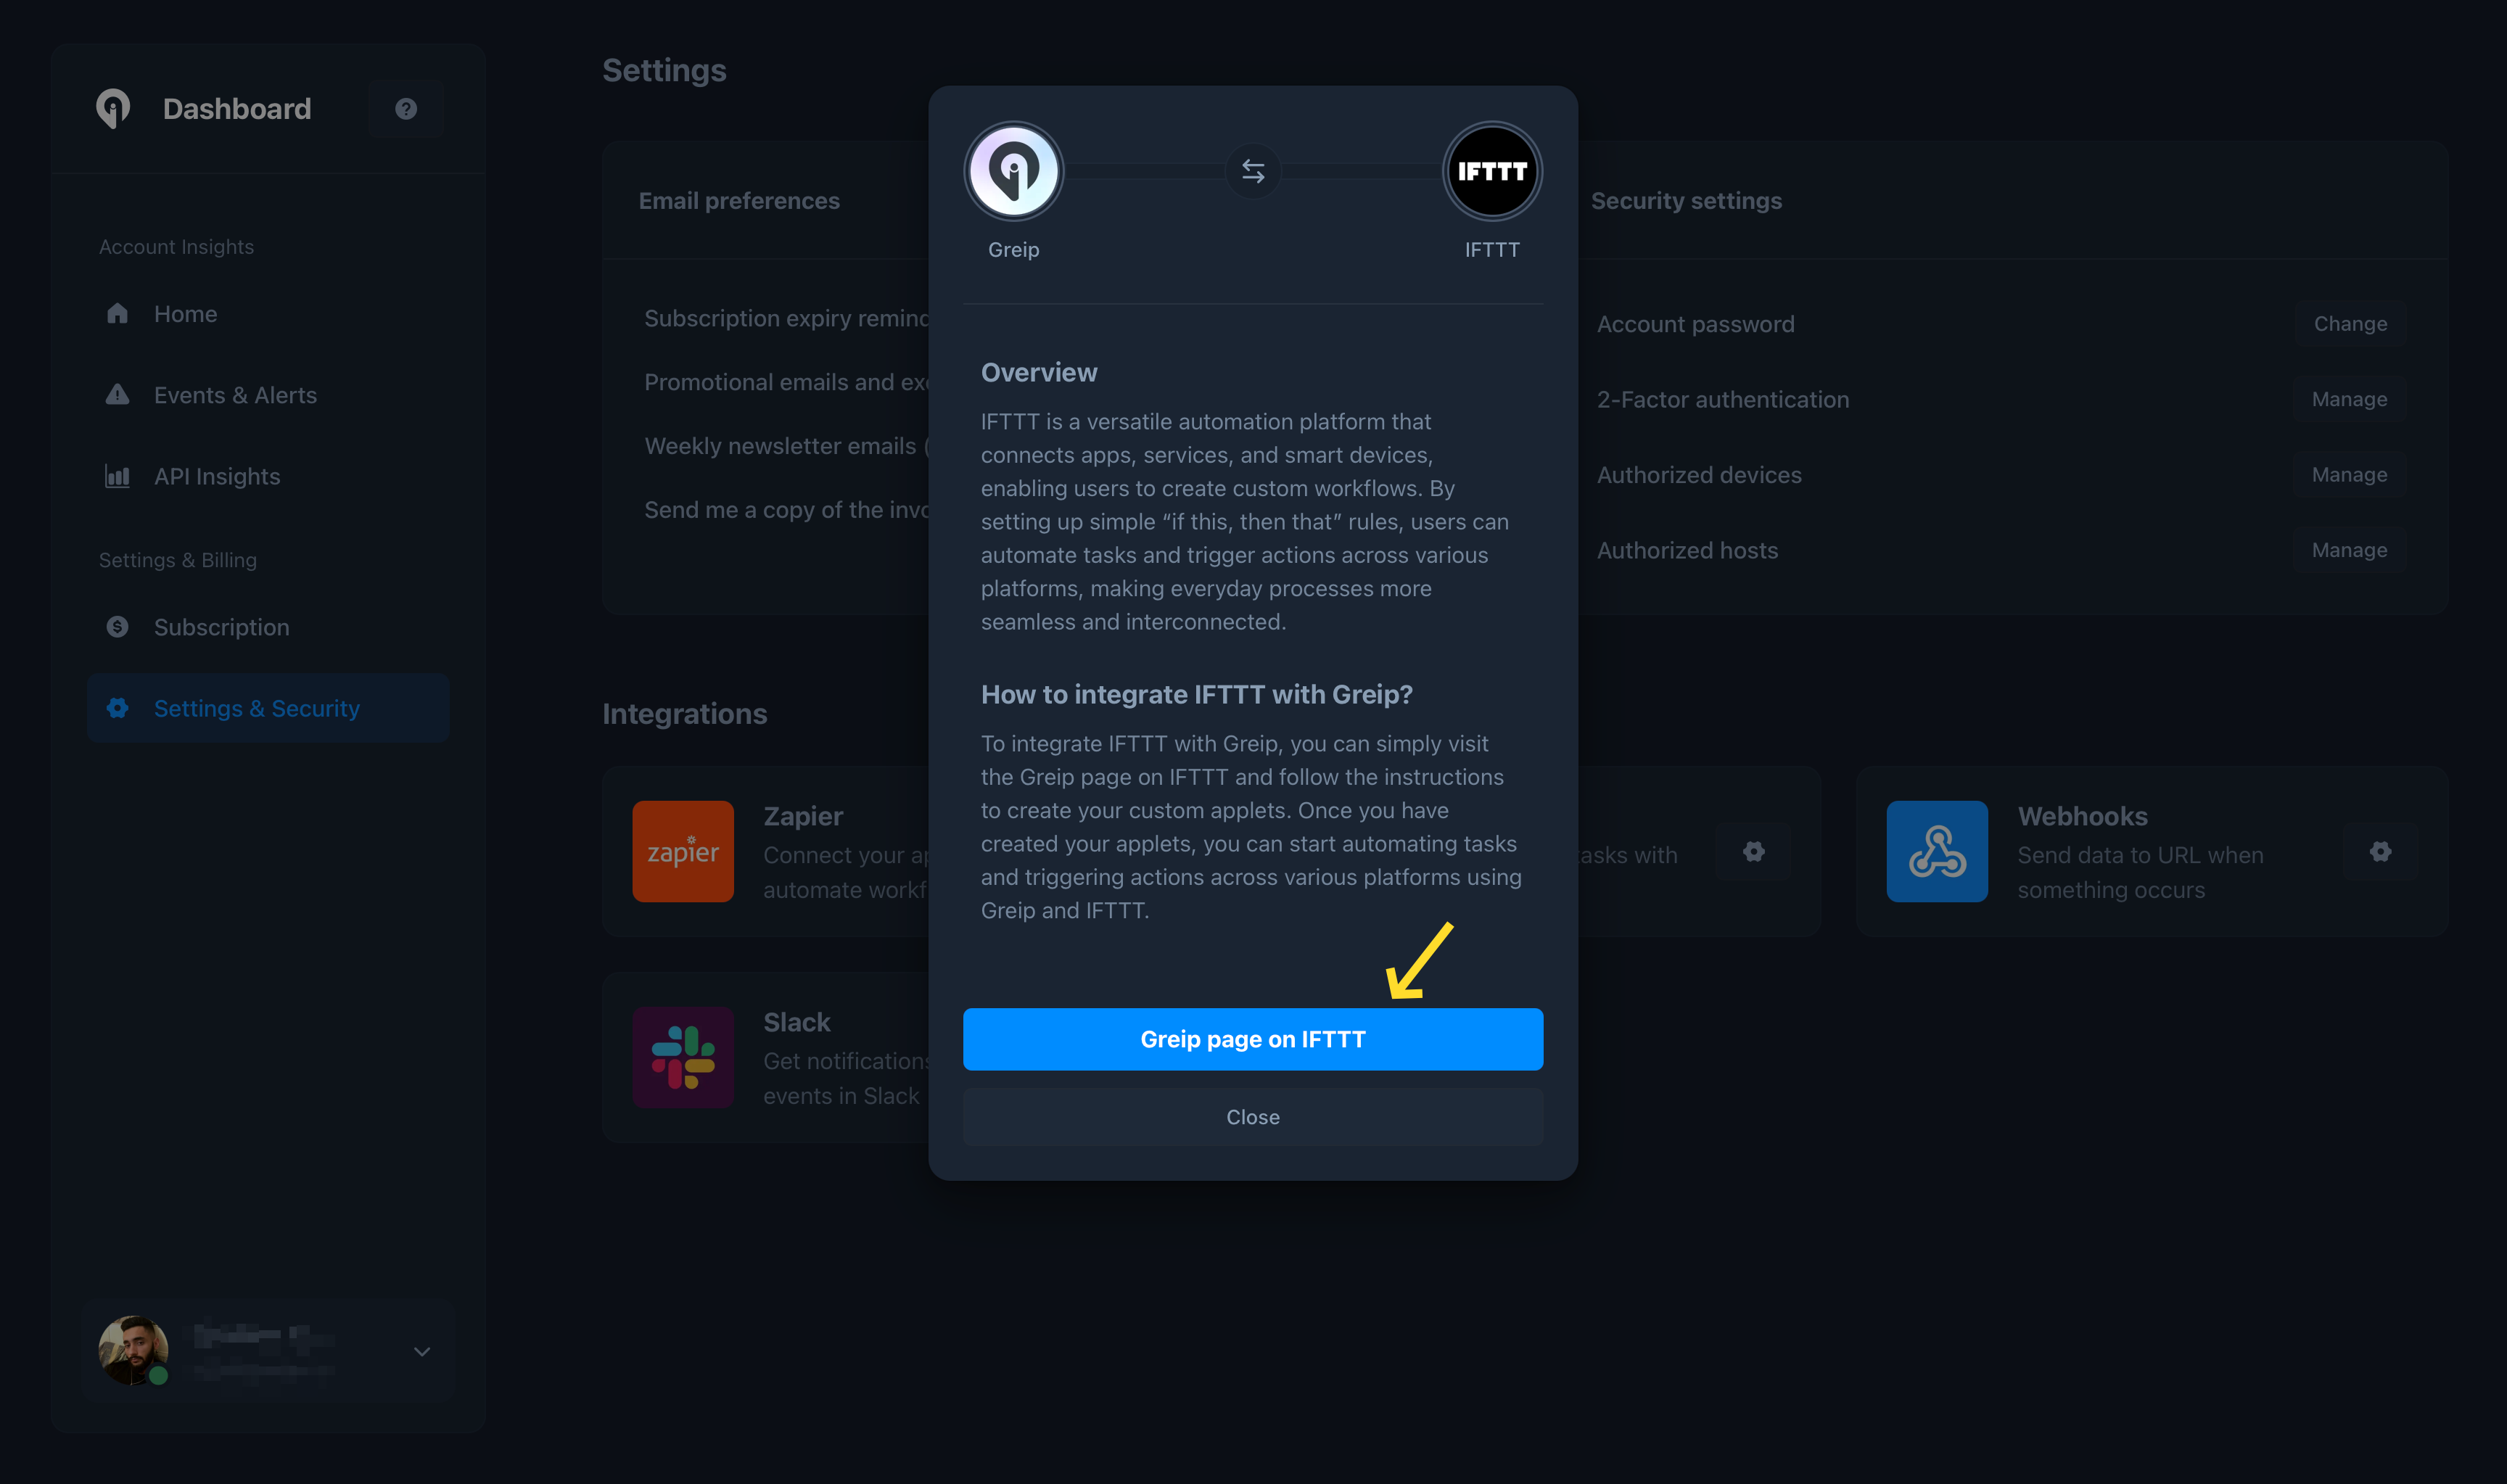 Dashboard
Account Insights
Home
Events & Alerts
API Insights
Settings & Billing
Subscription
Settings & Security
Settings
Email preferences
Subscription expiry remind
Promotional emails and ex
Weekly newsletter emails (
Send me a copy of the invo
Security settings
Account password
Change
2-Factor authentication
Manage
Authorized devices
Manage
Authorized hosts
Manage
Integrations
zapier
Zapier
Connect your ap
automate workf
asks with
Webhooks
Send data to URL when
something occurs
Slack
Get notifications
events in Slack
IFTTT
Greip
IFTTT
Overview
IFTTT is a versatile automation platform that
connects apps, services, and smart devices,
enabling users to create custom workflows. By
setting up simple “if this, then that” rules, users can
automate tasks and trigger actions across various
platforms, making everyday processes more
seamless and interconnected.
How to integrate IFTTT with Greip?
To integrate IFTTT with Greip, you can simply visit
the Greip page on IFTTT and follow the instructions
to create your custom applets. Once you have
created your applets, you can start automating tasks
and triggering actions across various platforms using
Greip and IFTTT.
Greip page on IFTTT
Close